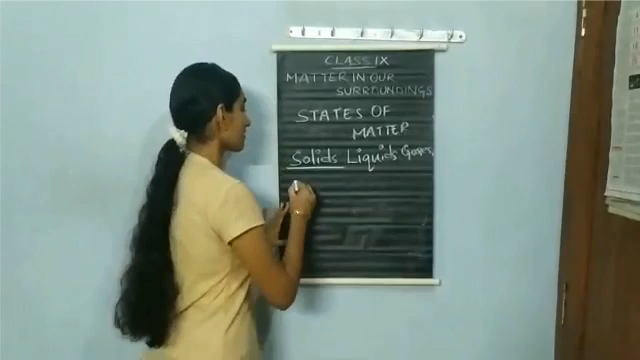 CLASS IX
MATTER IN OUR
SURROUNDINGS
STATES OF
MATTER
Solids Liquids Gases